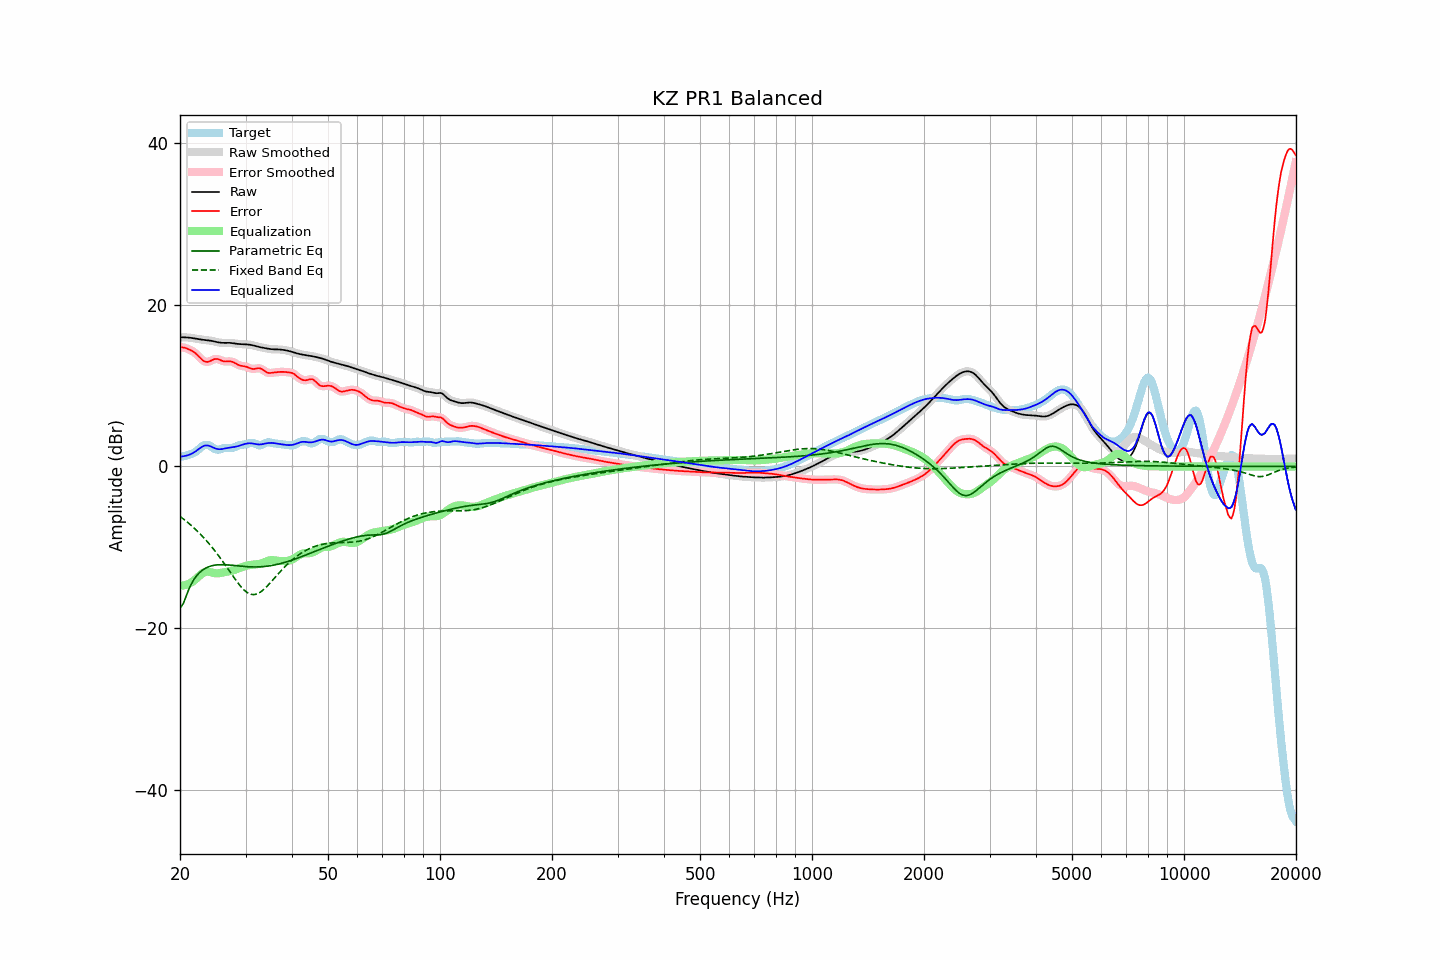 KZ PR1 Balanced
Target
Raw Smoothed
Error Smoothed
Raw
Error
Equalization
Parametric Eq
Fixed Band Eq
Equalized
40
20
0
−20
−40
Amplitude (dBr)
20 50 100 200 500 1000 2000 5000 10000 20000
Frequency (Hz)